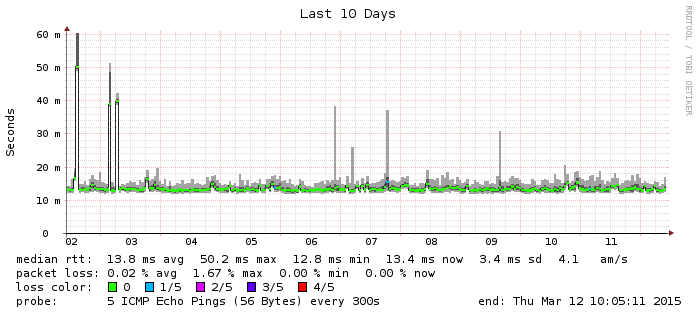 Last 10 Days
RRDTOOL / TOBI OETIKER
Seconds
60 m
50 m
40 m
30 m
20 m
10 m
0
02 03 04 05 06 07 08 09 10 11
median rtt: 13.8 ms avg 50.2 ms max 12.8 ms min 13.4 ms now 3.4 ms sd 4.1 am/s
packet loss: 0.02 % avg 1.67 % max 0.00 % min 0.00 % now
loss color: 0 1/5 2/5 3/5 4/5
probe: 5 ICMP Echo Pings (56 Bytes) every 300s end: Thu Mar 12 10:05:11 2015